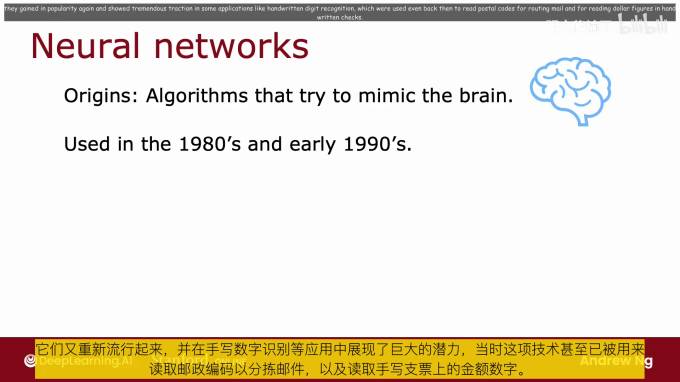 they gained in popularity again and showed tremendous traction in some applications like handwritten digit recognition, which were used even back then to read postal codes for routing mail and for reading dollar figures in hand
written checks.
bilibili
Neural networks
Origins: Algorithms that try to mimic the brain.
Used in the 1980's and early 1990's.
它们又重新流行起来，并在手写数字识别等应用中展现了巨大的潜力，当时这项技术甚至已被用来
读取邮政编码以分拣邮件，以及读取手写支票上的金额数字。
DeepLearning.AI
Andrew Ng